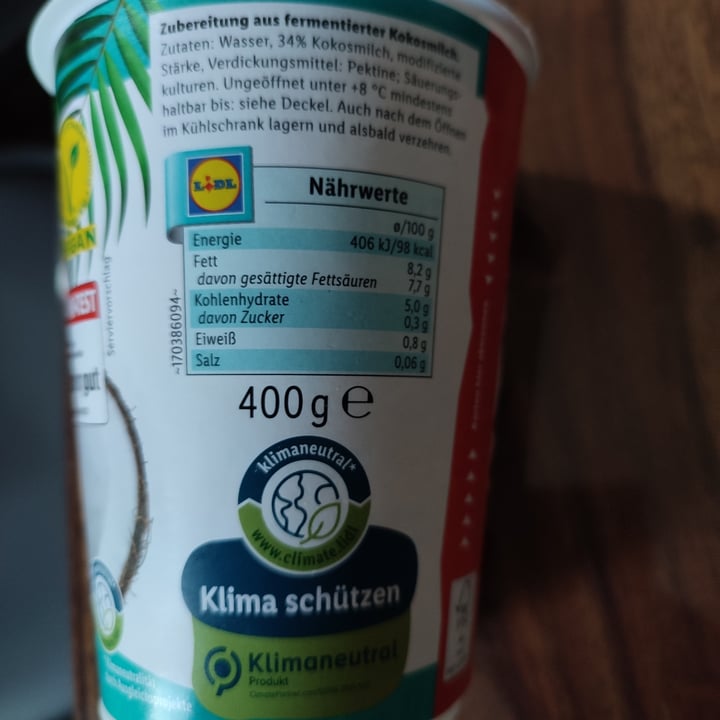 Zubereitung aus fermentierter Kokosmilch.
Zutaten: Wasser, 34% Kokosmilch, modifizierte
Stärke, Verdickungsmittel: Pektine; Säuerungs-
kulturen. Ungeöffnet unter +8 °C mindestens
haltbar bis: siehe Deckel. Auch nach dem Öffnen
im Kühlschrank lagern und alsbald verzehren.
LIDL
Nährwerte
ø/100 g
Energie 406 kJ/98 kcal
Fett 8,2 g
davon gesättigte Fettsäuren 7,7 g
Kohlenhydrate 5,0 g
davon Zucker 0,3 g
Eiweiß 0,8 g
Salz 0,06 g
~170386094~
Serviervorschlag
400 g e
klimaneutral*
www.climate.lidl
Klima schützen
Klimaneutral
Produkt
gut